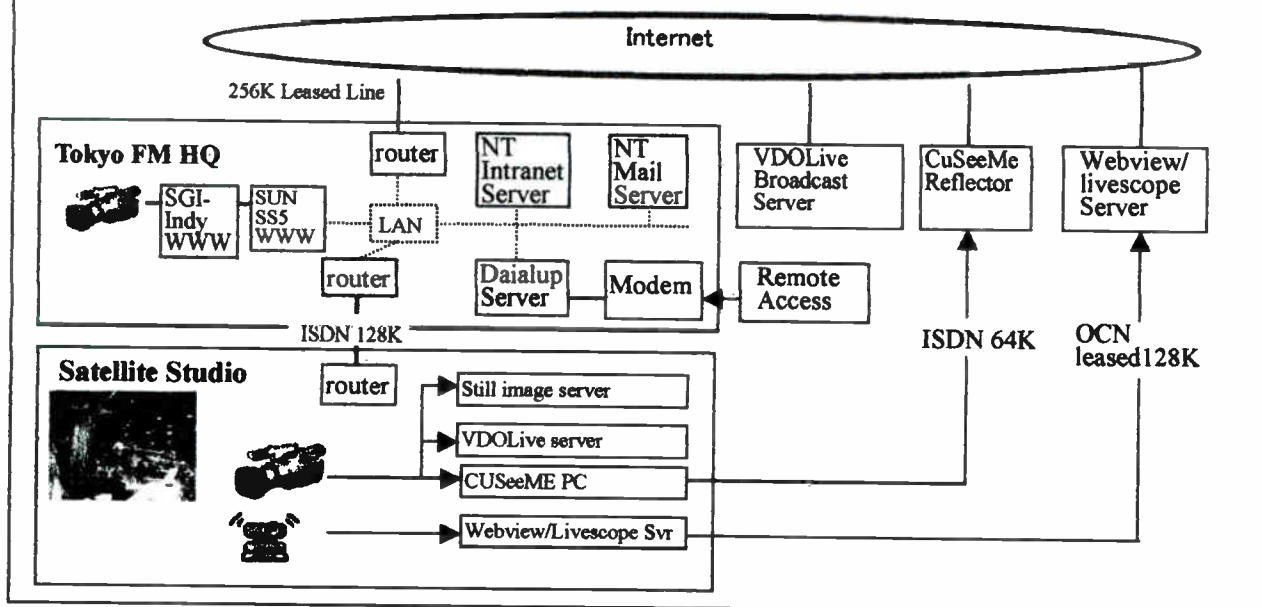 Internet
256K Leased Line
Tokyo FM HQ
router
NT
Intranet
Server
NT
Mail
Server
VDOLive
Broadcast
Server
CuSeeMe
Reflector
Webview/
livescope
Server
SGI-
Indy
WWW
SUN
SS5
WWW
LAN
router
Daialup
Server
Modem
Remote
Access
ISDN 128K
ISDN 64K
OCN
leased128K
Satellite Studio
router
Still image server
VDOLive server
CUSeeME PC
Webview/Livescope Svr